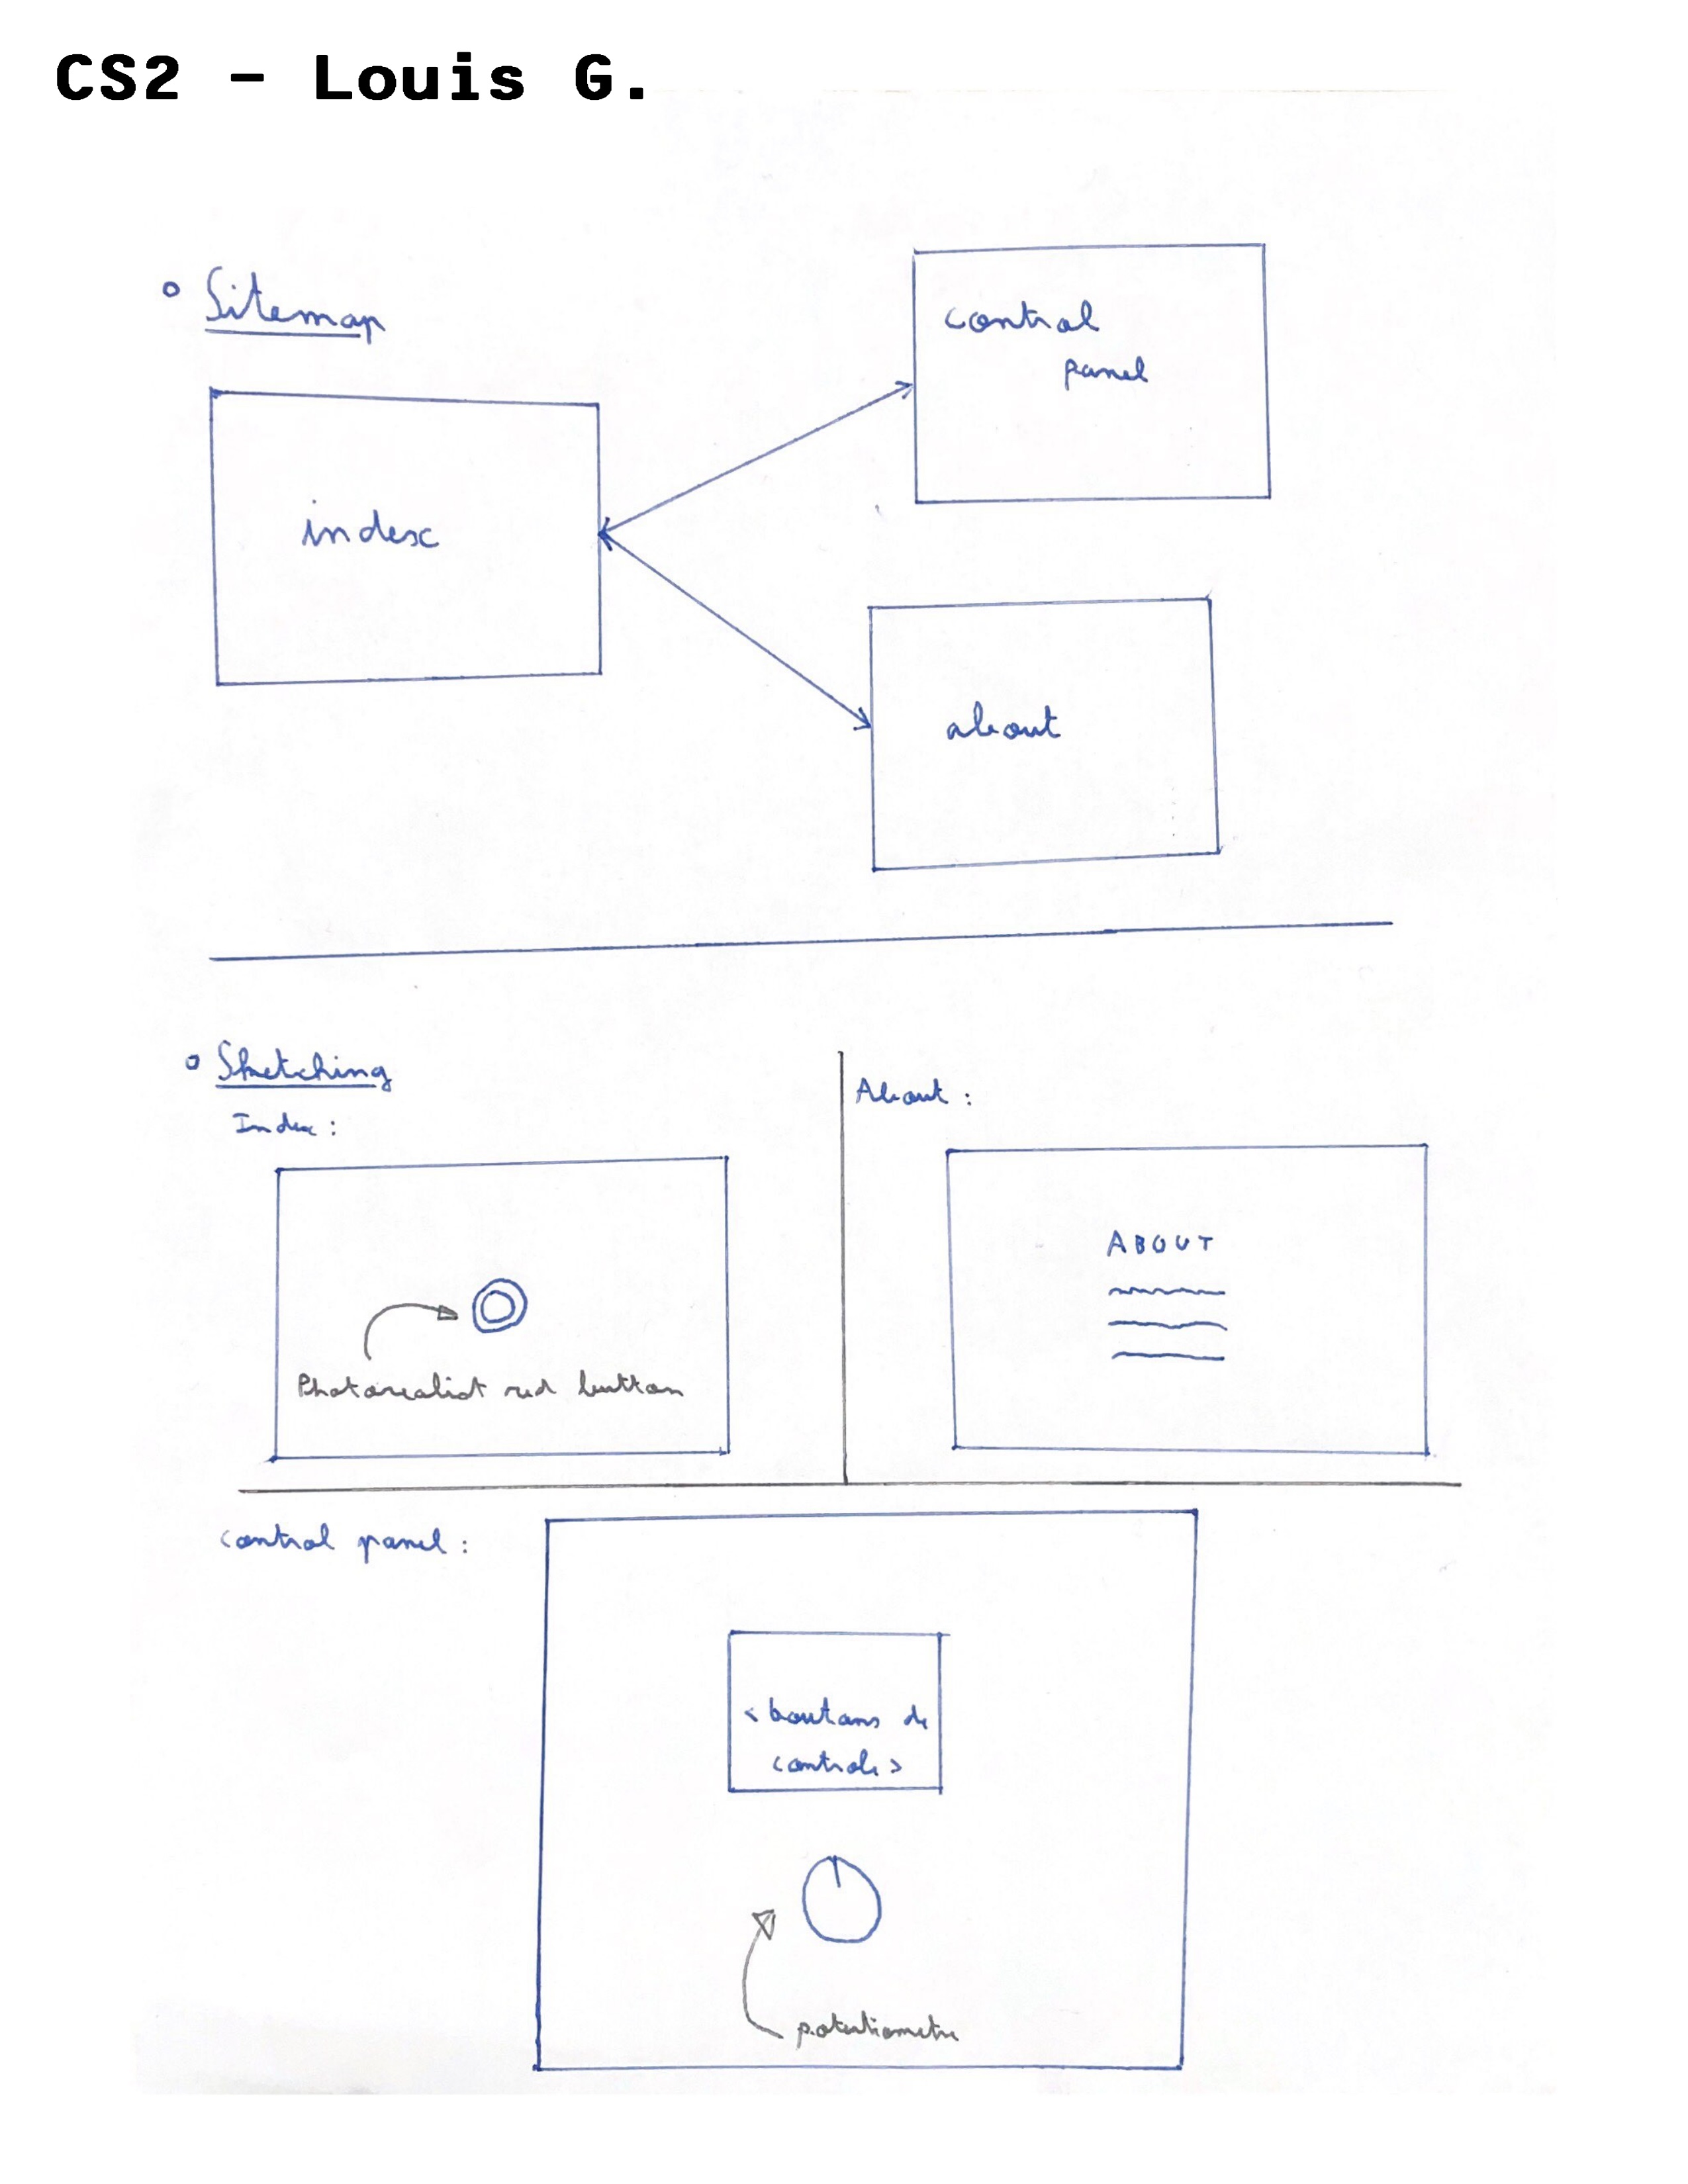 CS2 - Louis G.
Sitemap
control
panel
index
about
Sketching
Index :
About :
ABOUT
Photorealist red button
control panel :
<boutons de
controle>
potentiometre